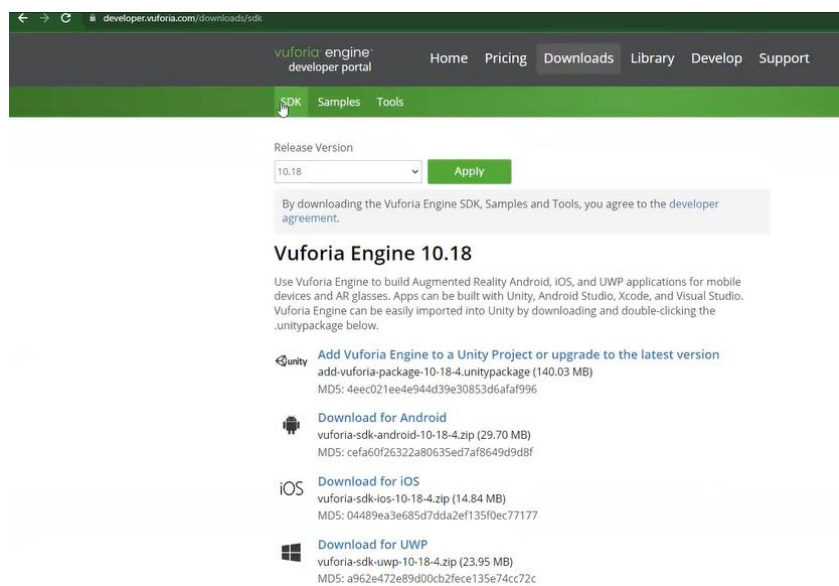 developer.vuforia.com/downloads/sdk
vuforia engine
developer portal
Home Pricing Downloads Library Develop Support
SDK Samples Tools
Release Version
10.18
Apply
By downloading the Vuforia Engine SDK, Samples and Tools, you agree to the developer
agreement.
Vuforia Engine 10.18
Use Vuforia Engine to build Augmented Reality Android, iOS, and UWP applications for mobile
devices and AR glasses. Apps can be built with Unity, Android Studio, Xcode, and Visual Studio.
Vuforia Engine can be easily imported into Unity by downloading and double-clicking the
.unitypackage below.
unity
Add Vuforia Engine to a Unity Project or upgrade to the latest version
add-vuforia-package-10-18-4.unitypackage (140.03 MB)
MD5: 4eec021ee4e944d39e30853d6afaf996
Download for Android
vuforia-sdk-android-10-18-4.zip (29.70 MB)
MD5: cefa60f26322a80635ed7af8649d9d8f
iOS
Download for iOS
vuforia-sdk-ios-10-18-4.zip (14.84 MB)
MD5: 04489ea3e685d7dda2ef135f0ec77177
Download for UWP
vuforia-sdk-uwp-10-18-4.zip (23.95 MB)
MD5: a962e472e89d00cb2fece135e74cc72c